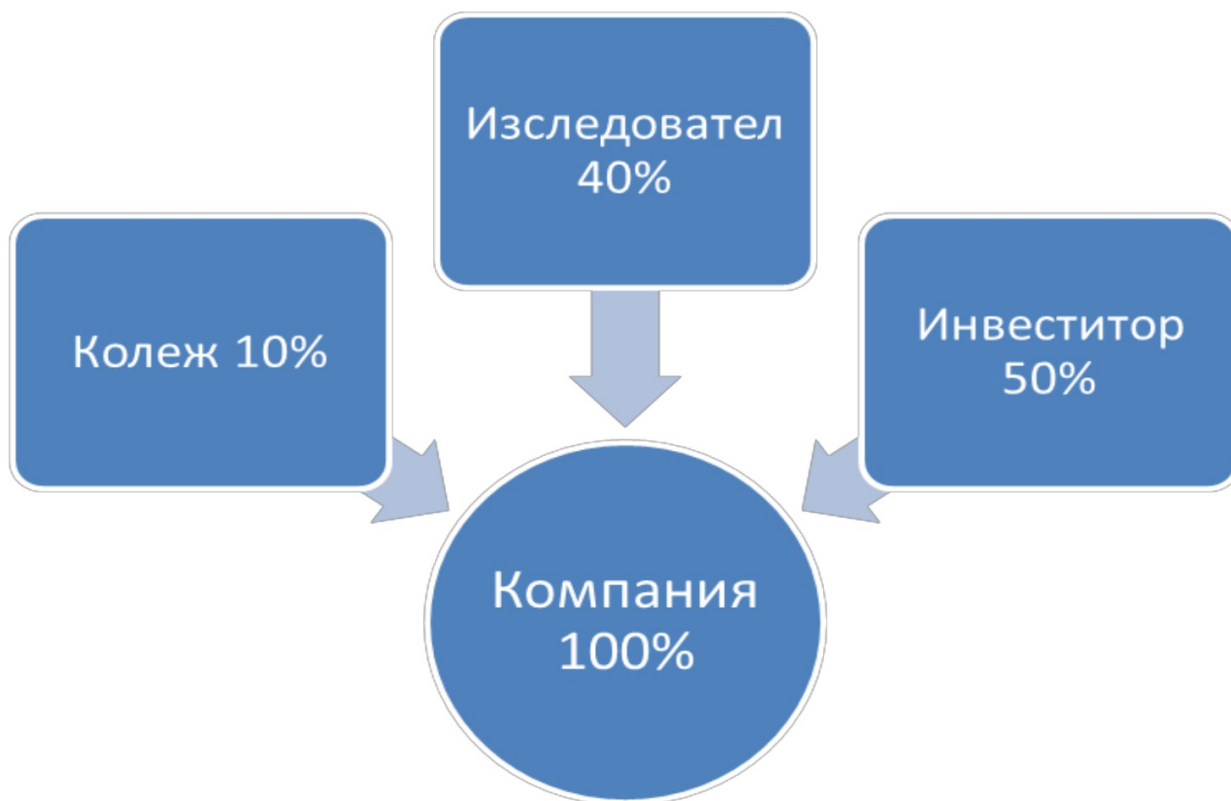 Изследовател
40%
Колеж 10%
Инвеститор
50%
Компания
100%